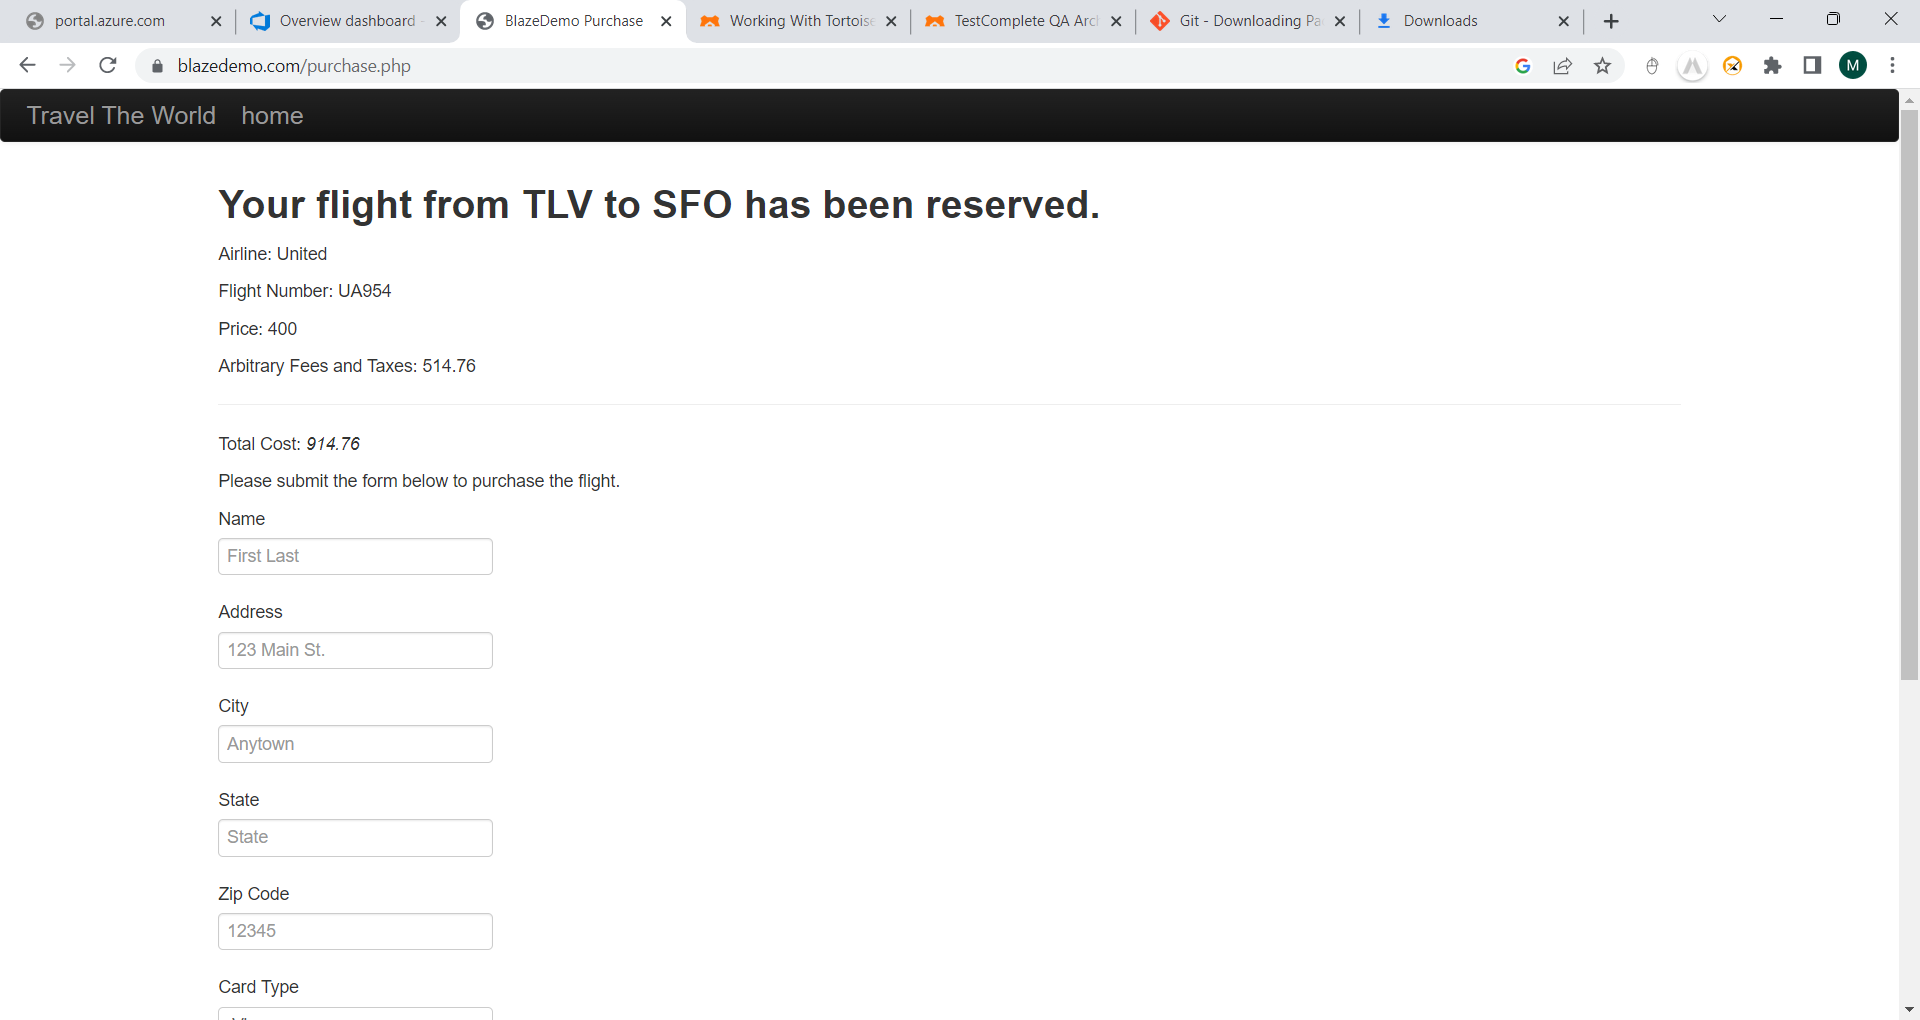 portal.azure.com
Overview dashboard
BlazeDemo Purchase
Working With Tortoise
TestComplete QA Arc
Git - Downloading Pa
Downloads
blazedemo.com/purchase.php
M
Travel The World home
Your flight from TLV to SFO has been reserved.
Airline: United
Flight Number: UA954
Price: 400
Arbitrary Fees and Taxes: 514.76
Total Cost: 914.76
Please submit the form below to purchase the flight.
Name
First Last
Address
123 Main St.
City
Anytown
State
State
Zip Code
12345
Card Type